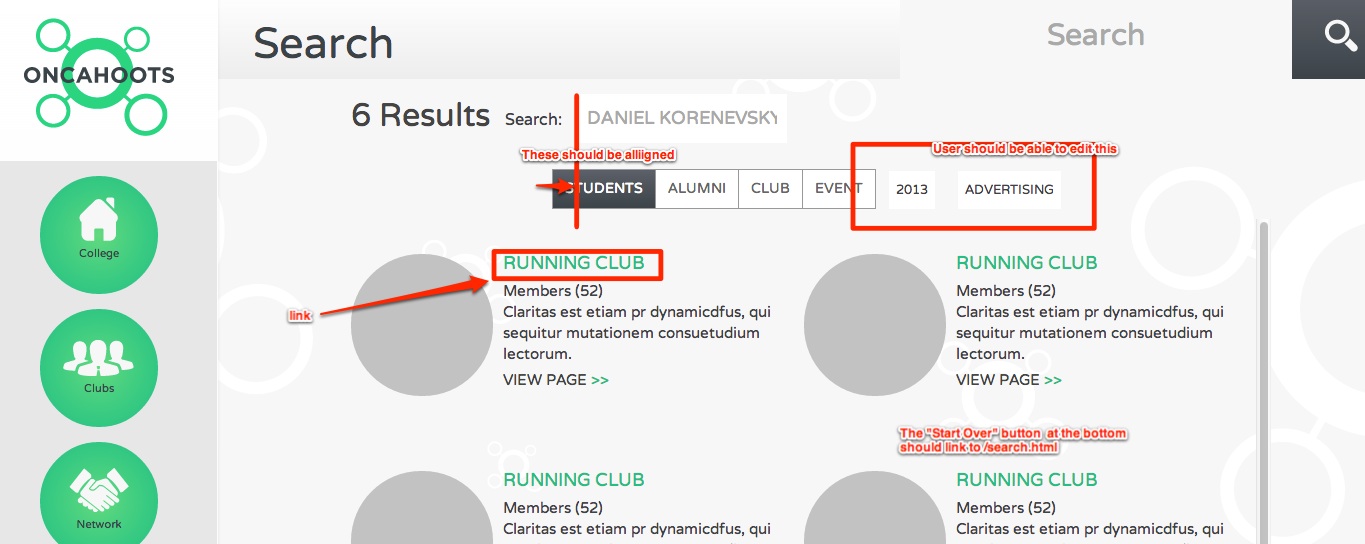 ONCAHOOTS
Search
Search
6 Results
Search:
DANIEL KORENEVSKY
These should be alliigned
User should be able to edit this
STUDENTS
ALUMNI
CLUB
EVENT
2013
ADVERTISING
College
link
RUNNING CLUB
Members (52)
Claritas est etiam pr dynamicdfus, qui
sequitur mutationem consuetudium
lectorum.
VIEW PAGE >>
RUNNING CLUB
Members (52)
Claritas est etiam pr dynamicdfus, qui
sequitur mutationem consuetudium
lectorum.
VIEW PAGE >>
Clubs
The "Start Over" button at the bottom
should link to /search.html
Network
RUNNING CLUB
Members (52)
Claritas est etiam pr dynamicdfus, qui
RUNNING CLUB
Members (52)
Claritas est etiam pr dynamicdfus, qui